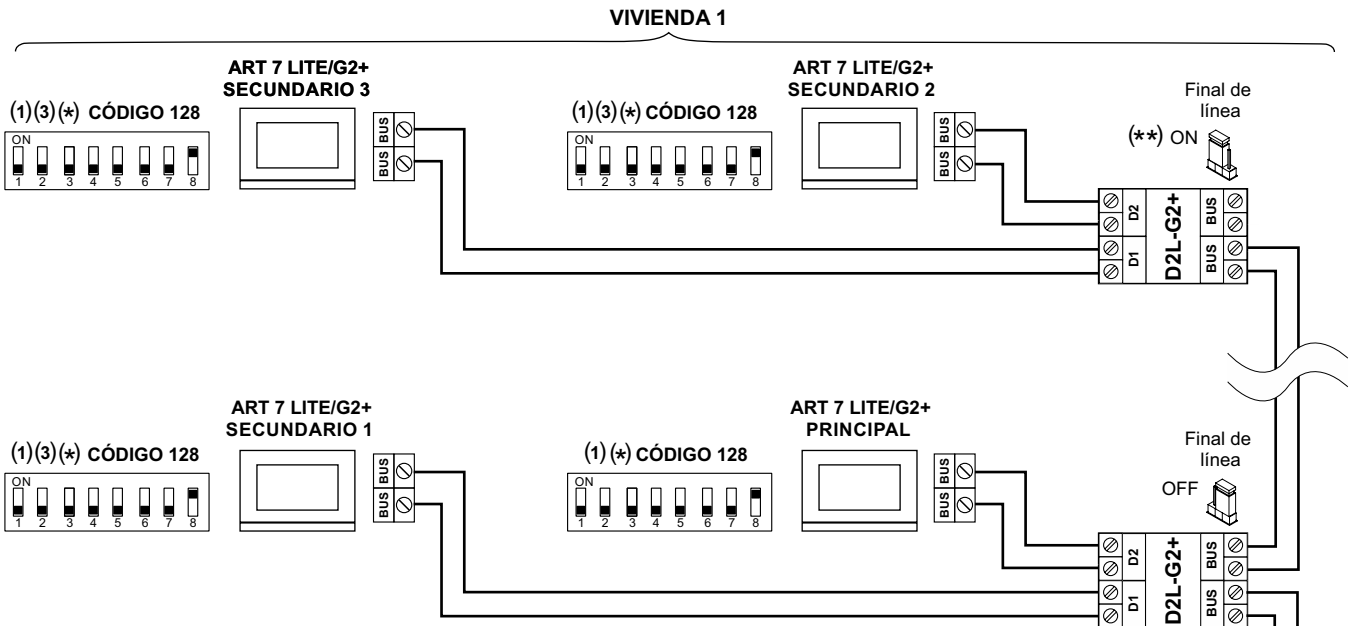 VIVIENDA 1
ART 7 LITE/G2+
SECUNDARIO 3
(1)(3)(*) CÓDIGO 128
ON
1 2 3 4 5 6 7 8
BUS
BUS
ART 7 LITE/G2+
SECUNDARIO 2
(1)(3)(*) CÓDIGO 128
ON
1 2 3 4 5 6 7 8
BUS
BUS
Final de
línea
(**) ON
D2
D1
D2L-G2+
BUS
BUS
ART 7 LITE/G2+
SECUNDARIO 1
(1)(3)(*) CÓDIGO 128
ON
1 2 3 4 5 6 7 8
BUS
BUS
ART 7 LITE/G2+
PRINCIPAL
(1)(*) CÓDIGO 128
ON
1 2 3 4 5 6 7 8
BUS
BUS
Final de
línea
OFF
D2
D1
D2L-G2+
BUS
BUS